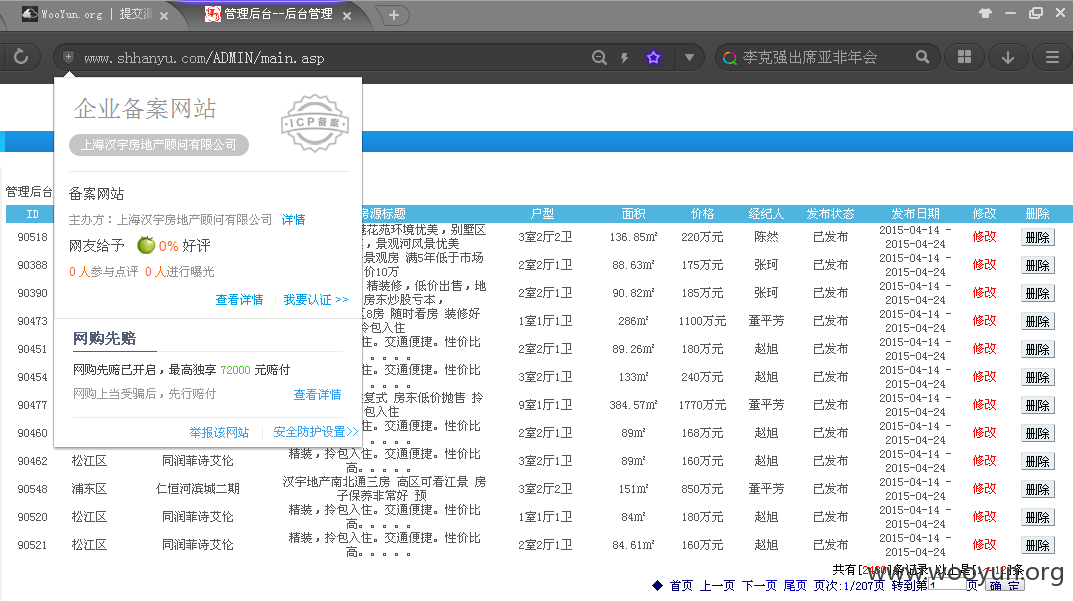 WooYun.org | 提交漏
管理后台--后台管理
www.shhanyu.com/ADMIN/main.asp
李克强出席亚非年会
企业备案网站
ICP备案
上海汉宇房地产顾问有限公司
备案网站
主办方：上海汉宇房地产顾问有限公司 详情
网友给予 0% 好评
0 人参与点评 0 人进行曝光
查看详情 我要认证 >>
网购先赔
网购先赔已开启，最高独享 72000 元赔付
网购上当受骗后，先行赔付 查看详情
举报该网站 安全防护设置>>
管理后台
ID 房源标题 户型 面积 价格 经纪人 发布状态 发布日期 修改 删除
90518 花苑环境优美，别墅区，景观河风景优美 3室2厅2卫 136.85㎡ 220万元 陈然 已发布 2015-04-14 - 2015-04-24 修改 删除
90388 景观房 满5年低于市场价10万 2室2厅1卫 88.63㎡ 175万元 张珂 已发布 2015-04-14 - 2015-04-24 修改 删除
90390 精装修，低价出售，地房东炒股亏本， 2室2厅1卫 90.82㎡ 185万元 张珂 已发布 2015-04-14 - 2015-04-24 修改 删除
90473 8房 随时看房 装修好 拎包入住 1室1厅1卫 286㎡ 1100万元 董平芳 已发布 2015-04-14 - 2015-04-24 修改 删除
90451 住。交通便捷。性价比。。。。。 2室2厅1卫 89.26㎡ 180万元 赵旭 已发布 2015-04-14 - 2015-04-24 修改 删除
90454 住。交通便捷。性价比。。。。。 3室2厅1卫 133㎡ 240万元 赵旭 已发布 2015-04-14 - 2015-04-24 修改 删除
90477 复式 房东低价抛售 拎包入住 9室1厅1卫 384.57㎡ 1770万元 董平芳 已发布 2015-04-14 - 2015-04-24 修改 删除
90460 住。交通便捷。性价比。。。。。 2室2厅1卫 89㎡ 168万元 赵旭 已发布 2015-04-14 - 2015-04-24 修改 删除
90462 松江区 同润菲诗艾伦 精装，拎包入住。交通便捷。性价比高。。。。。 3室2厅1卫 89㎡ 160万元 赵旭 已发布 2015-04-14 - 2015-04-24 修改 删除
90548 浦东区 仁恒河滨城二期 汉宇地产南北通三房 高区可看江景 房子保养非常好 预 3室2厅2卫 151㎡ 850万元 董平芳 已发布 2015-04-14 - 2015-04-24 修改 删除
90520 松江区 同润菲诗艾伦 精装，拎包入住。交通便捷。性价比高。。。。。 1室1厅1卫 84㎡ 180万元 赵旭 已发布 2015-04-14 - 2015-04-24 修改 删除
90521 松江区 同润菲诗艾伦 精装，拎包入住。交通便捷。性价比高。。。。。 2室2厅1卫 84.61㎡ 160万元 赵旭 已发布 2015-04-14 - 2015-04-24 修改 删除
共有[2480]条记录 以上是[1-12]条
◆ 首页 上一页 下一页 尾页 页次:1/207页 转到第1页 确 定
www.wooyun.org